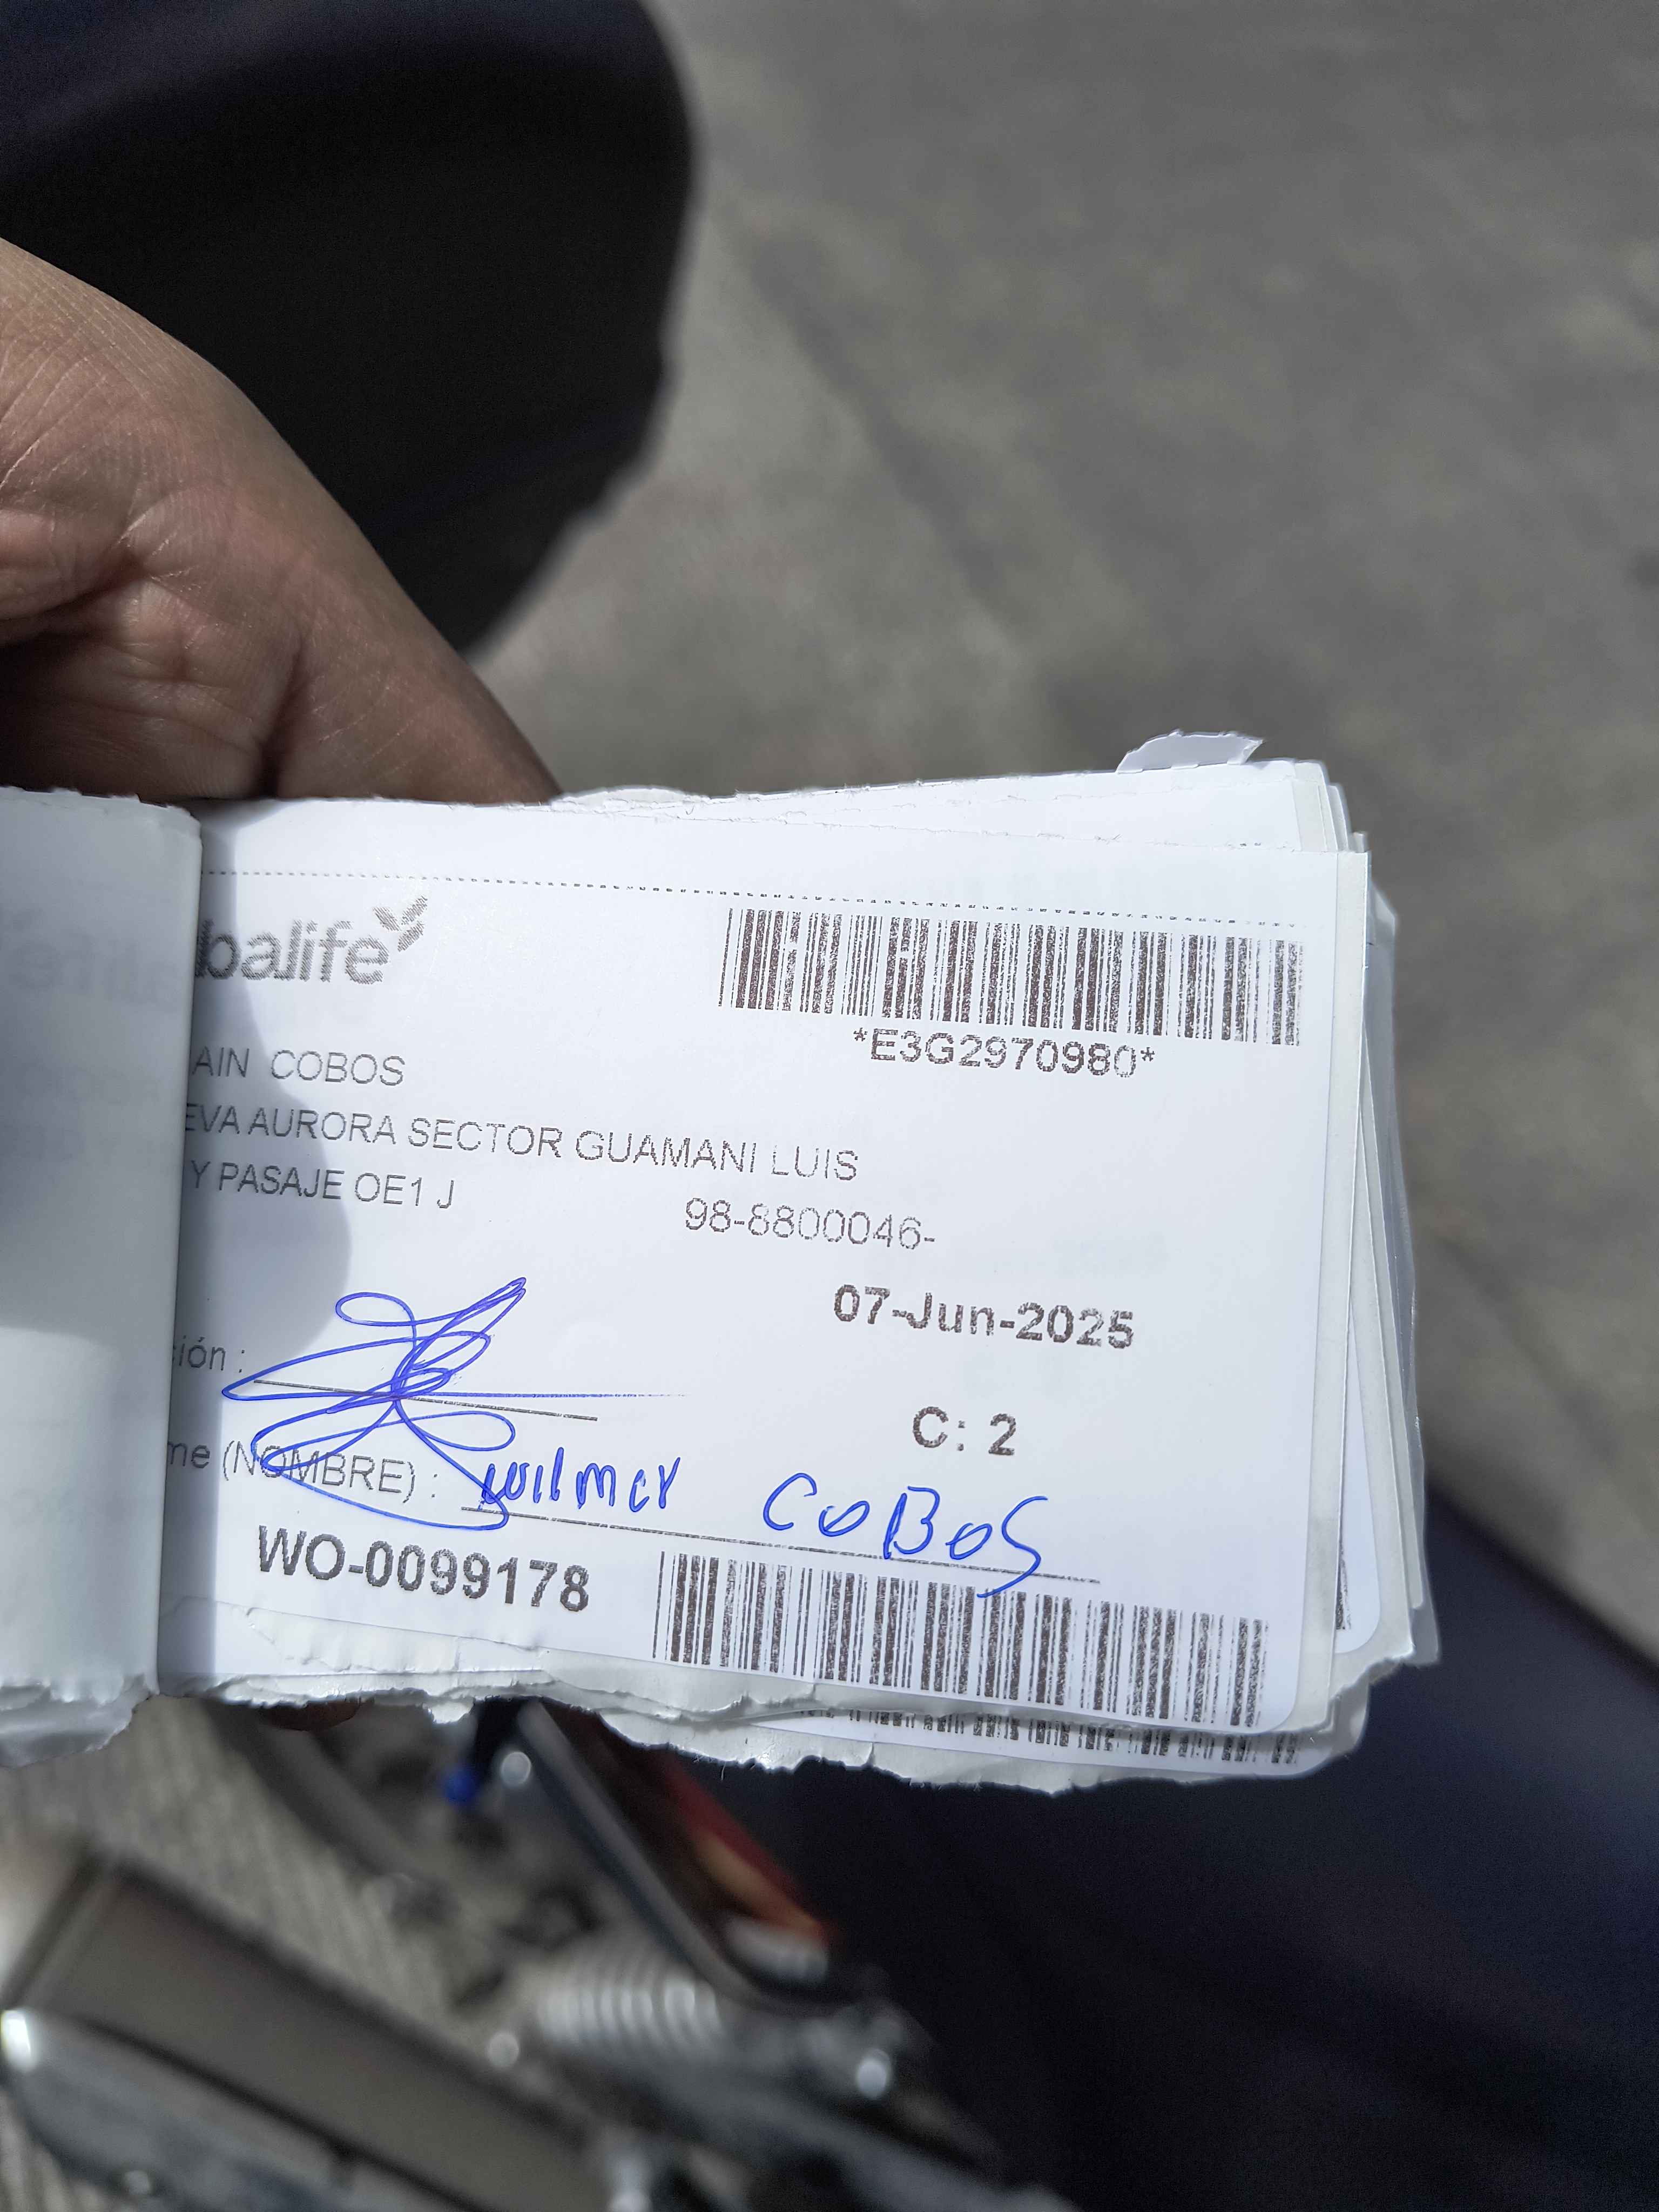 balife
*E3G2970980*
AIN COBOS
EVA AURORA SECTOR GUAMANI LUIS
Y PASAJE OE1 J
98-8800046-
07-Jun-2025
ión :
C: 2
me (NOMBRE) : wilmer COBOS
WO-0099178